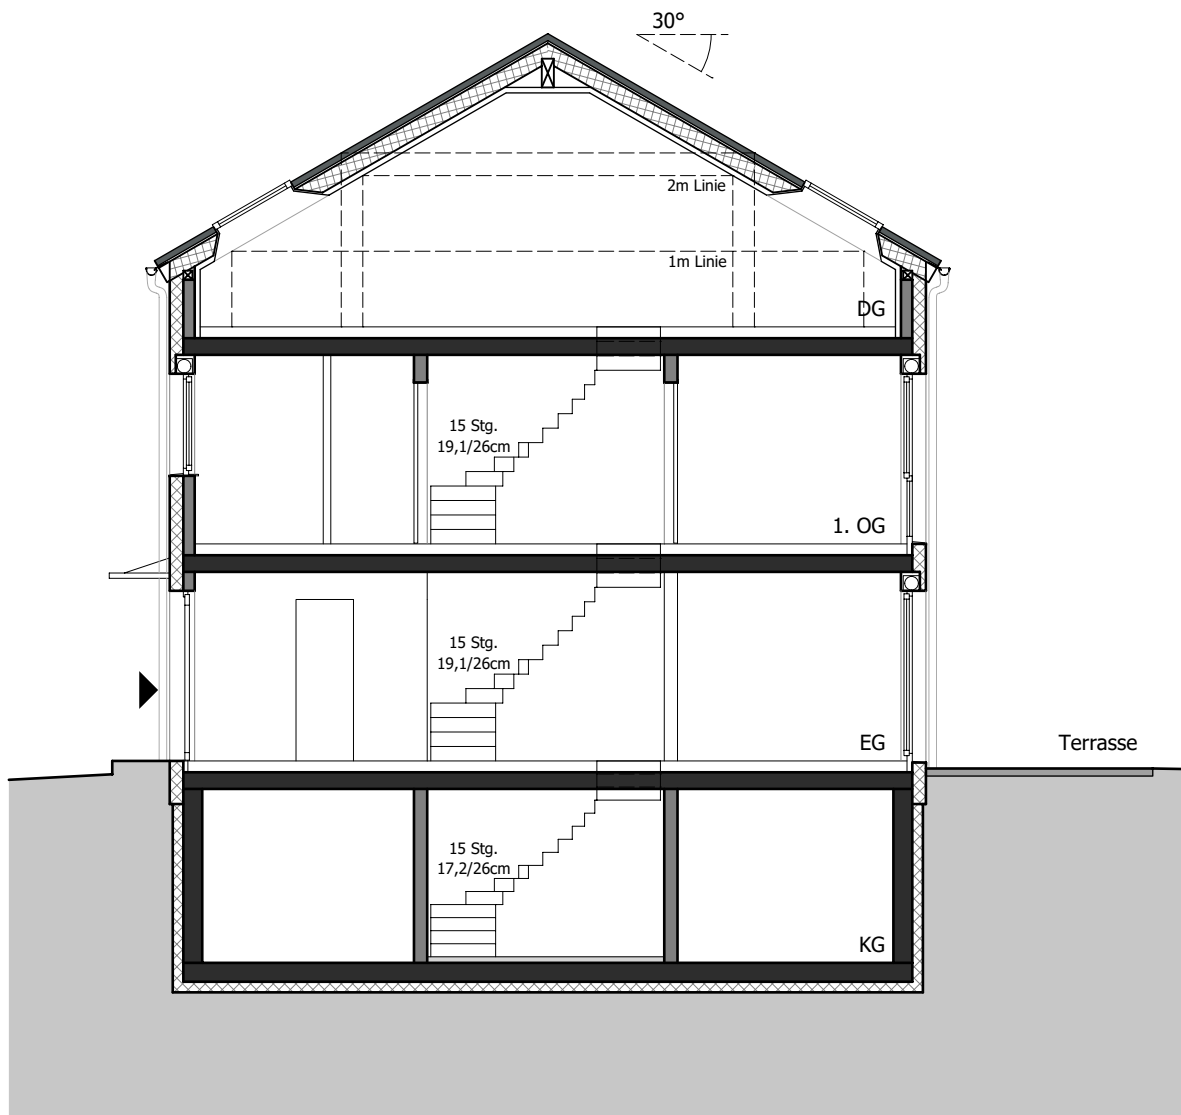 30°
2m Linie
1m Linie
DG
15 Stg.
19,1/26cm
1. OG
15 Stg.
19,1/26cm
EG
Terrasse
15 Stg.
17,2/26cm
KG